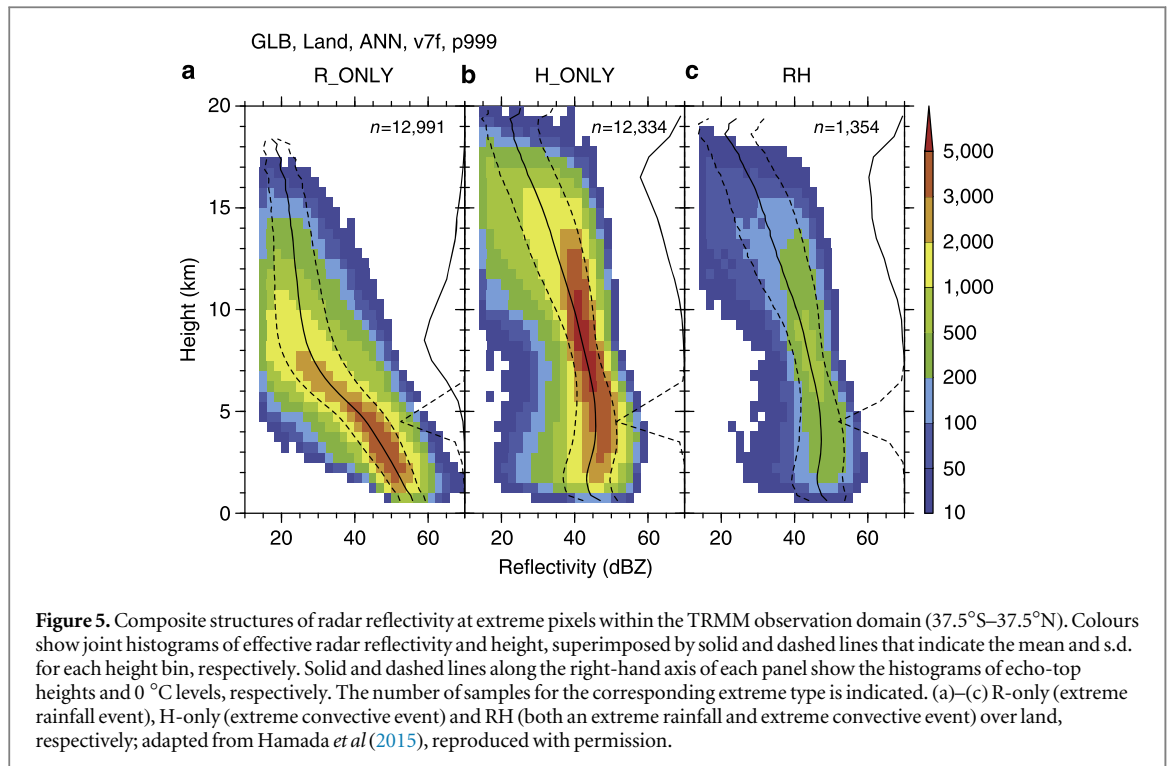 GLB, Land, ANN, v7f, p999
a R_ONLY b H_ONLY c RH
n=12,991 n=12,334 n=1,354
20
15
10
5
0
Height (km)
20 40 60 20 40 60 20 40 60
Reflectivity (dBZ)
5,000
3,000
2,000
1,000
500
200
100
50
10
Figure 5. Composite structures of radar reflectivity at extreme pixels within the TRMM observation domain (37.5°S–37.5°N). Colours
show joint histograms of effective radar reflectivity and height, superimposed by solid and dashed lines that indicate the mean and s.d.
for each height bin, respectively. Solid and dashed lines along the right-hand axis of each panel show the histograms of echo-top
heights and 0 °C levels, respectively. The number of samples for the corresponding extreme type is indicated. (a)–(c) R-only (extreme
rainfall event), H-only (extreme convective event) and RH (both an extreme rainfall and extreme convective event) over land,
respectively; adapted from Hamada et al (2015), reproduced with permission.